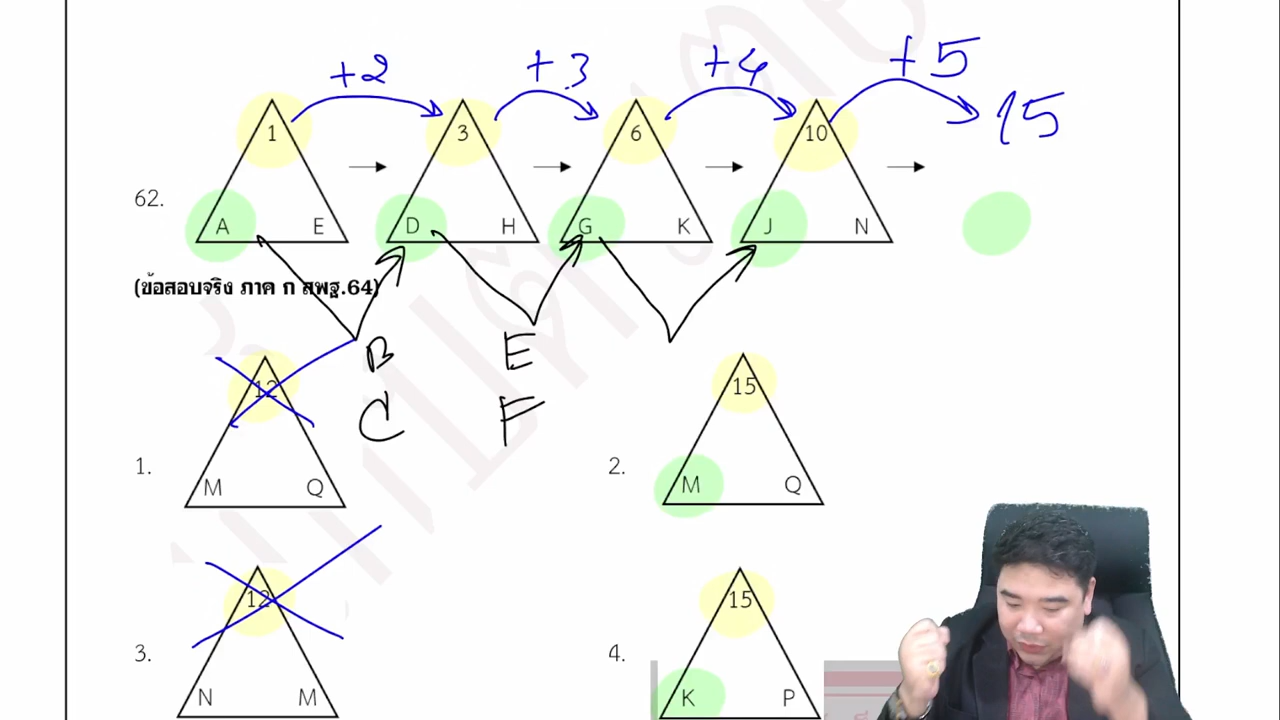 +2 +3 +4 +5
1 3 6 10 15
62. A E D H G K J N
(ข้อสอบจริง ภาค ก สพฐ.64)
B E
C F
12 15
1. M Q 2. M Q
12 15
3. N M 4. K P